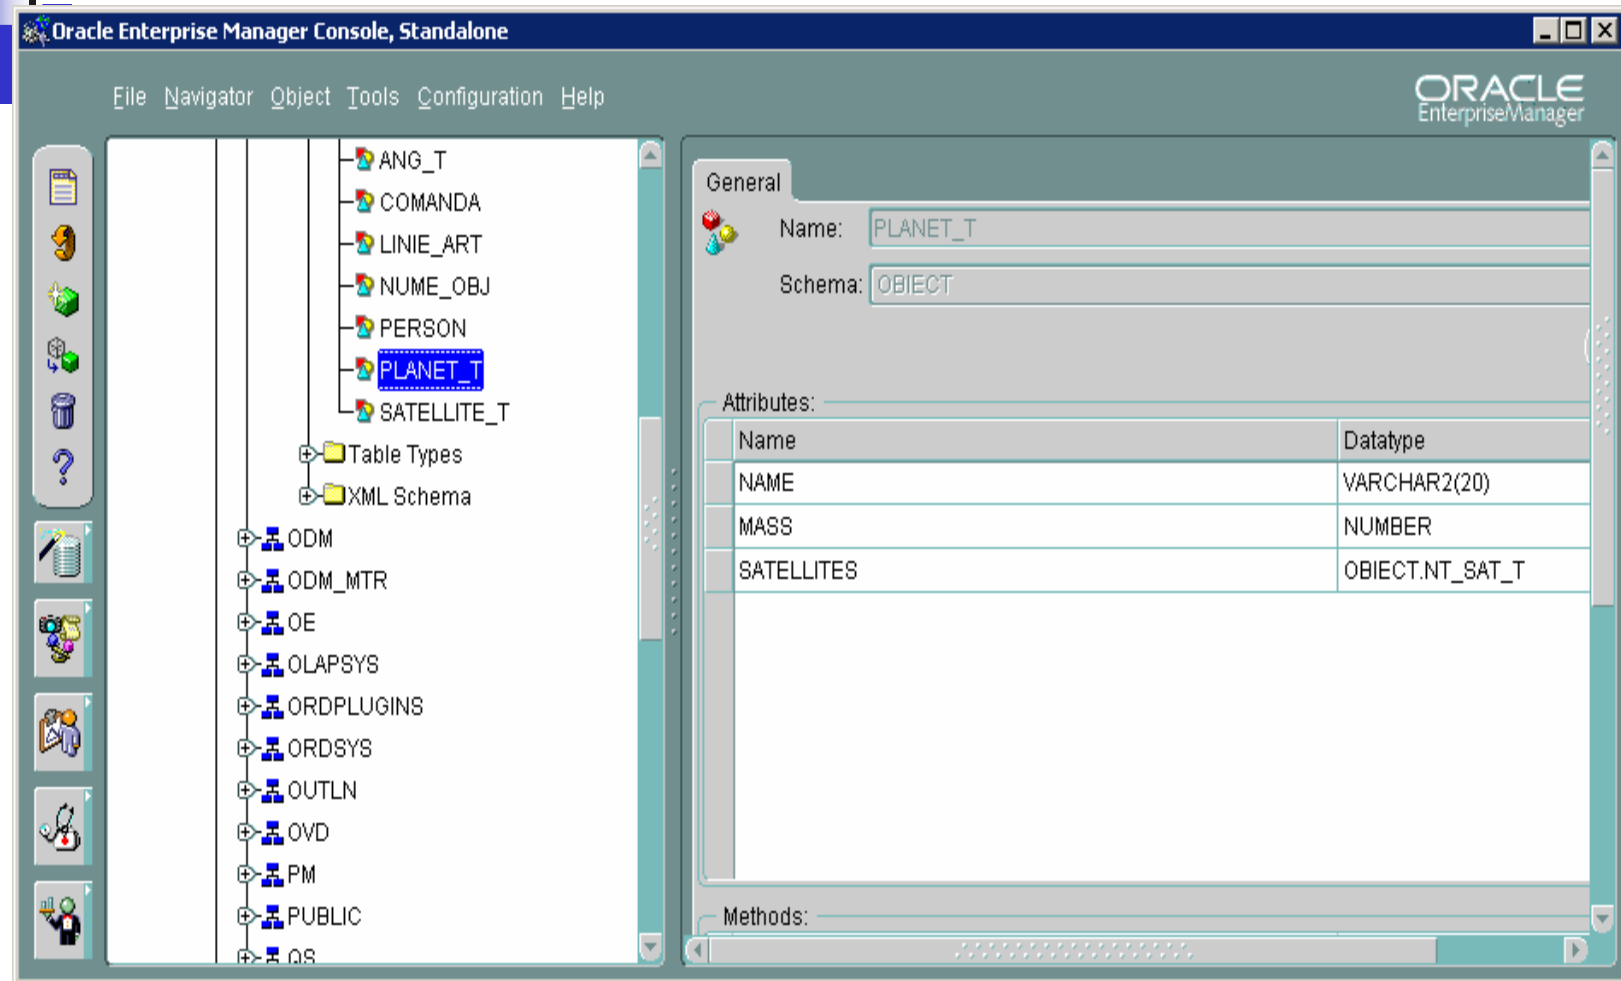 Oracle Enterprise Manager Console, Standalone
File Navigator Object Tools Configuration Help
ORACLE
EnterpriseManager
ANG_T
COMANDA
LINIE_ART
NUME_OBJ
PERSON
PLANET_T
SATELLITE_T
Table Types
XML Schema
ODM
ODM_MTR
OE
OLAPSYS
ORDPLUGINS
ORDSYS
OUTLN
OVD
PM
PUBLIC
QS
General
Name: PLANET_T
Schema: OBIECT
Attributes:
Name Datatype
NAME VARCHAR2(20)
MASS NUMBER
SATELLITES OBIECT.NT_SAT_T
Methods: